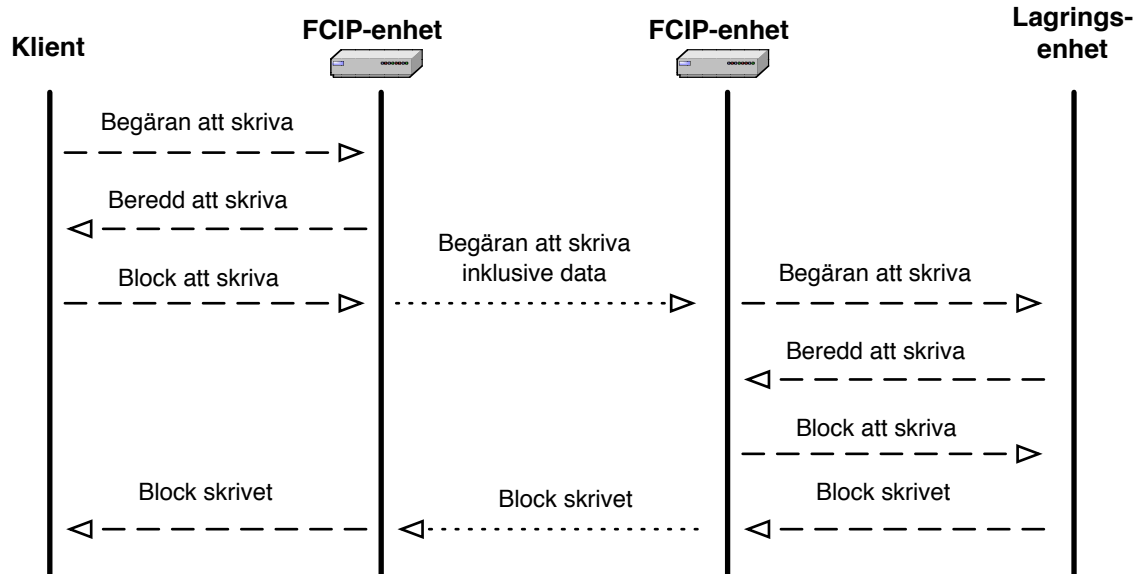 Klient
FCIP-enhet
FCIP-enhet
Lagrings-
enhet
Begäran att skriva
Beredd att skriva
Block att skriva
Begäran att skriva
inklusive data
Begäran att skriva
Beredd att skriva
Block att skriva
Block skrivet
Block skrivet
Block skrivet